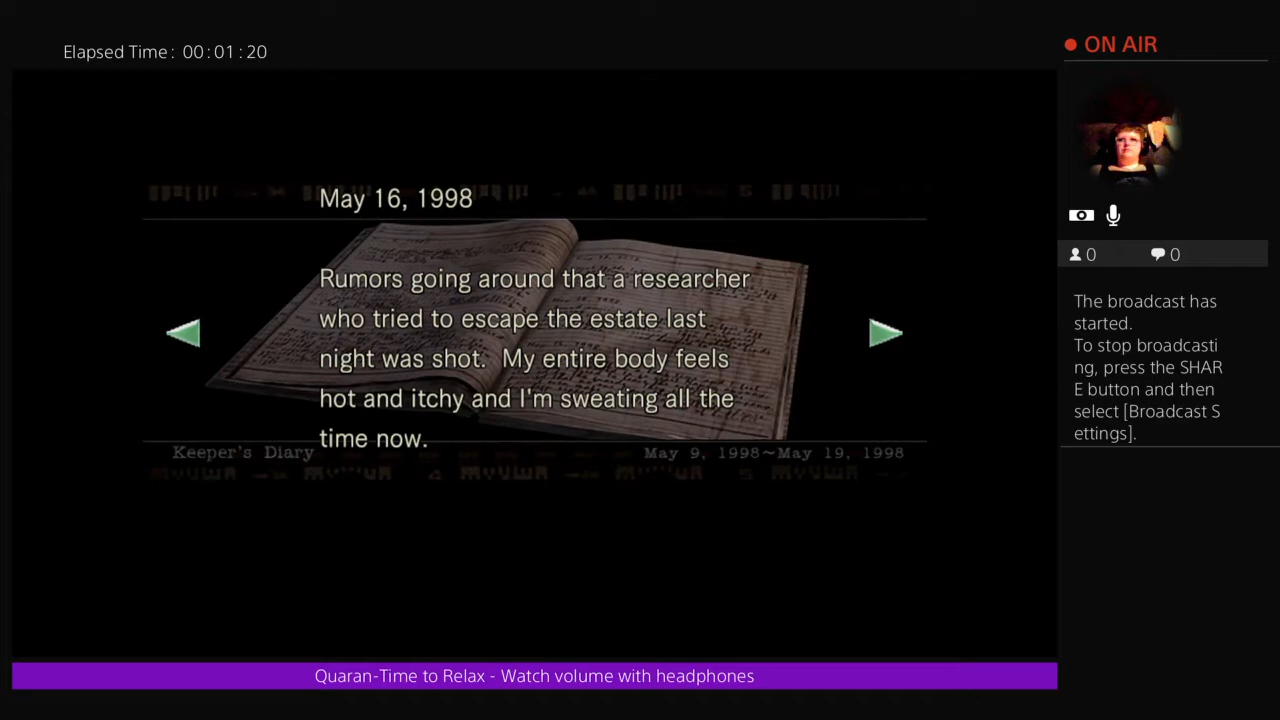 Elapsed Time: 00:01:20
ON AIR
May 16, 1998
Rumors going around that a researcher
who tried to escape the estate last
night was shot. My entire body feels
hot and itchy and I'm sweating all the
time now.
Keeper's Diary
May 9, 1998~May 19, 1998
0
0
The broadcast has
started.
To stop broadcasti
ng, press the SHAR
E button and then
select [Broadcast S
ettings].
Quaran-Time to Relax - Watch volume with headphones